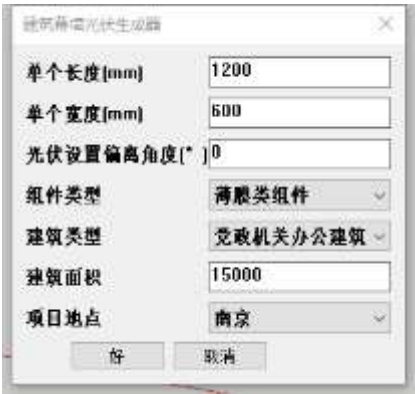 建筑幕墙光伏生成器
单个长度(mm) 1200
单个宽度(mm) 600
光伏设置偏离角度(° ) 0
组件类型 薄膜类组件
建筑类型 党政机关办公建筑
建筑面积 15000
项目地点 南京
好 取消